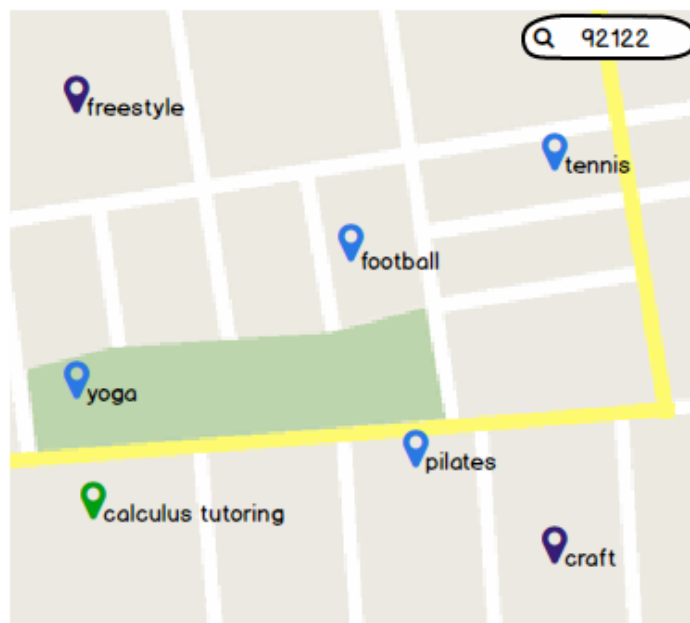 92122
freestyle
tennis
football
yoga
pilates
calculus tutoring
craft